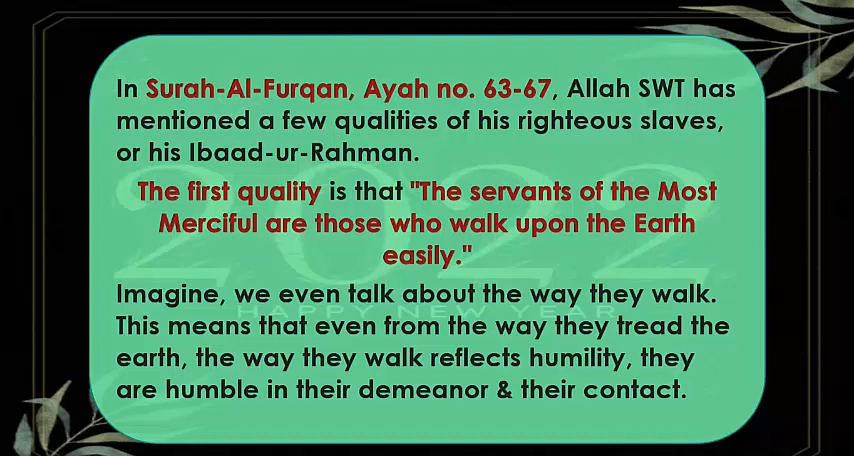 In Surah-Al-Furqan, Ayah no. 63-67, Allah SWT has
mentioned a few qualities of his righteous slaves,
or his Ibaad-ur-Rahman.
The first quality is that "The servants of the Most
Merciful are those who walk upon the Earth
easily."
Imagine, we even talk about the way they walk.
This means that even from the way they tread the
earth, the way they walk reflects humility, they
are humble in their demeanor & their contact.
2022
HAPPY NEW YEAR